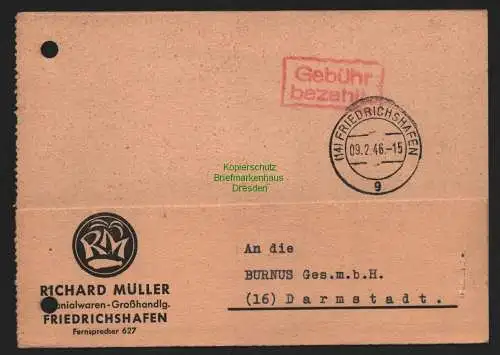 Gebühr
bezahlt
(14) FRIEDRICHSHAFEN
09.2.46.-15
g
Kopierschutz
Briefmarkenhaus
Dresden
RM
RICHARD MÜLLER
onialwaren-Großhandlg.
FRIEDRICHSHAFEN
Fernsprecher 627
An die
BURNUS Ges.m.b.H.
(16) Darmstadt.